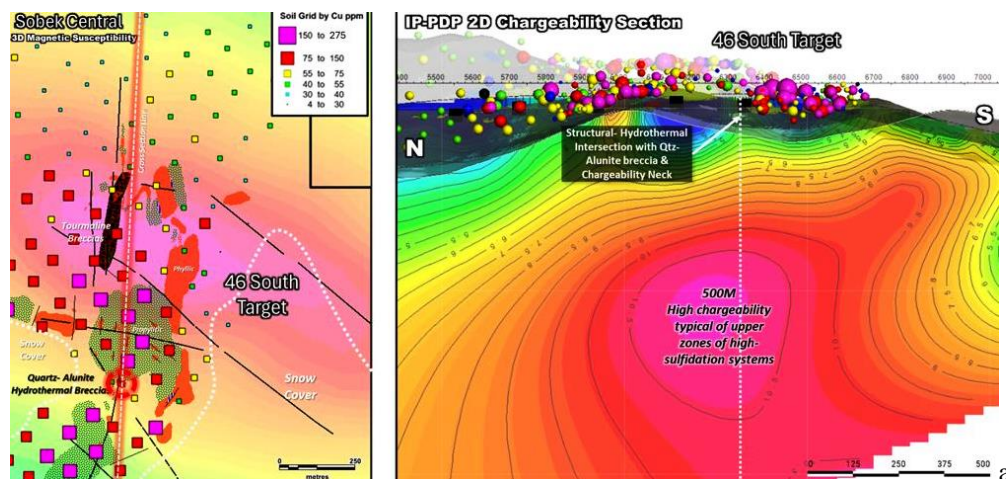 Sobek Central
3D Magnetic Susceptibility
Soil Grid by Cu ppm
150 to 275
75 to 150
55 to 75
40 to 55
30 to 40
4 to 30
Cross Section Line
Tourmaline
Breccias
Phyllic
46 South
Target
Propylitic
Snow
Cover
Quartz- Alunite
Hydrothermal Breccia
Snow
Cover
0
250
metres
IP-PDP 2D Chargeability Section
46 South Target
5500
5600
5700
5800
5900
6000
6100
6400
6500
6600
6700
6800
6900
7000
N
S
Structural- Hydrothermal
Intersection with Qtz-
Alunite breccia &
Chargeability Neck
500M
High chargeability
typical of upper
zones of high-
sulfidation systems
0 125 250 375 500
a